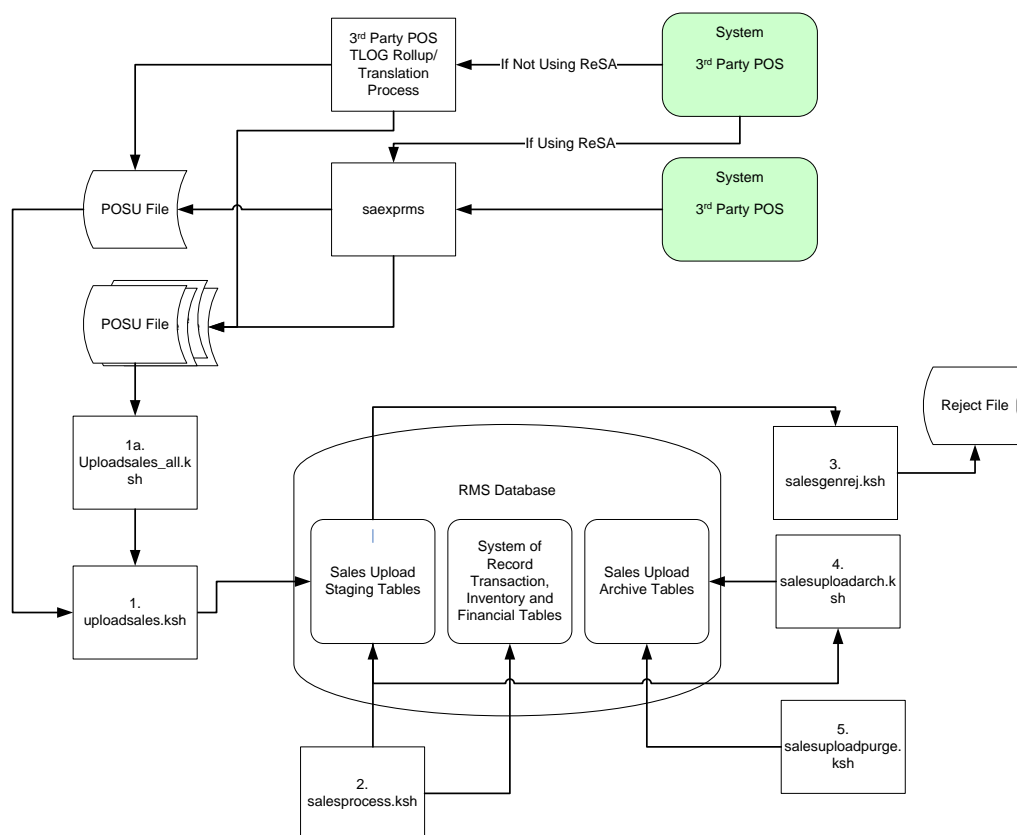 3rd Party POS
TLOG Rollup/
Translation
Process
If Not Using ReSA
System
3rd Party POS
If Using ReSA
POSU File
saexprms
System
3rd Party POS
POSU File
Reject File
1a.
Uploadsales_all.k
sh
3.
salesgenrej.ksh
RMS Database
Sales Upload
Staging Tables
System of
Record
Transaction,
Inventory and
Financial Tables
Sales Upload
Archive Tables
4.
salesuploadarch.k
sh
1.
uploadsales.ksh
5.
salesuploadpurge.
ksh
2.
salesprocess.ksh